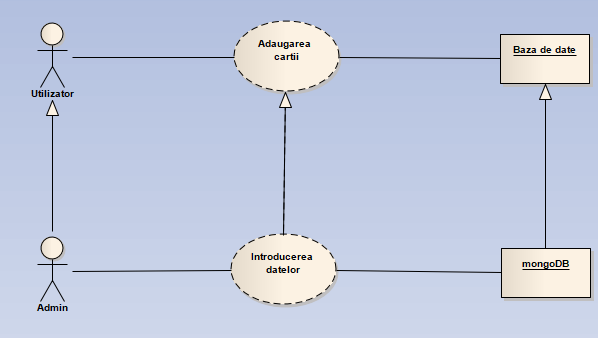 Adaugarea
cartii
Baza de date
Utilizator
Introducerea
datelor
mongoDB
Admin